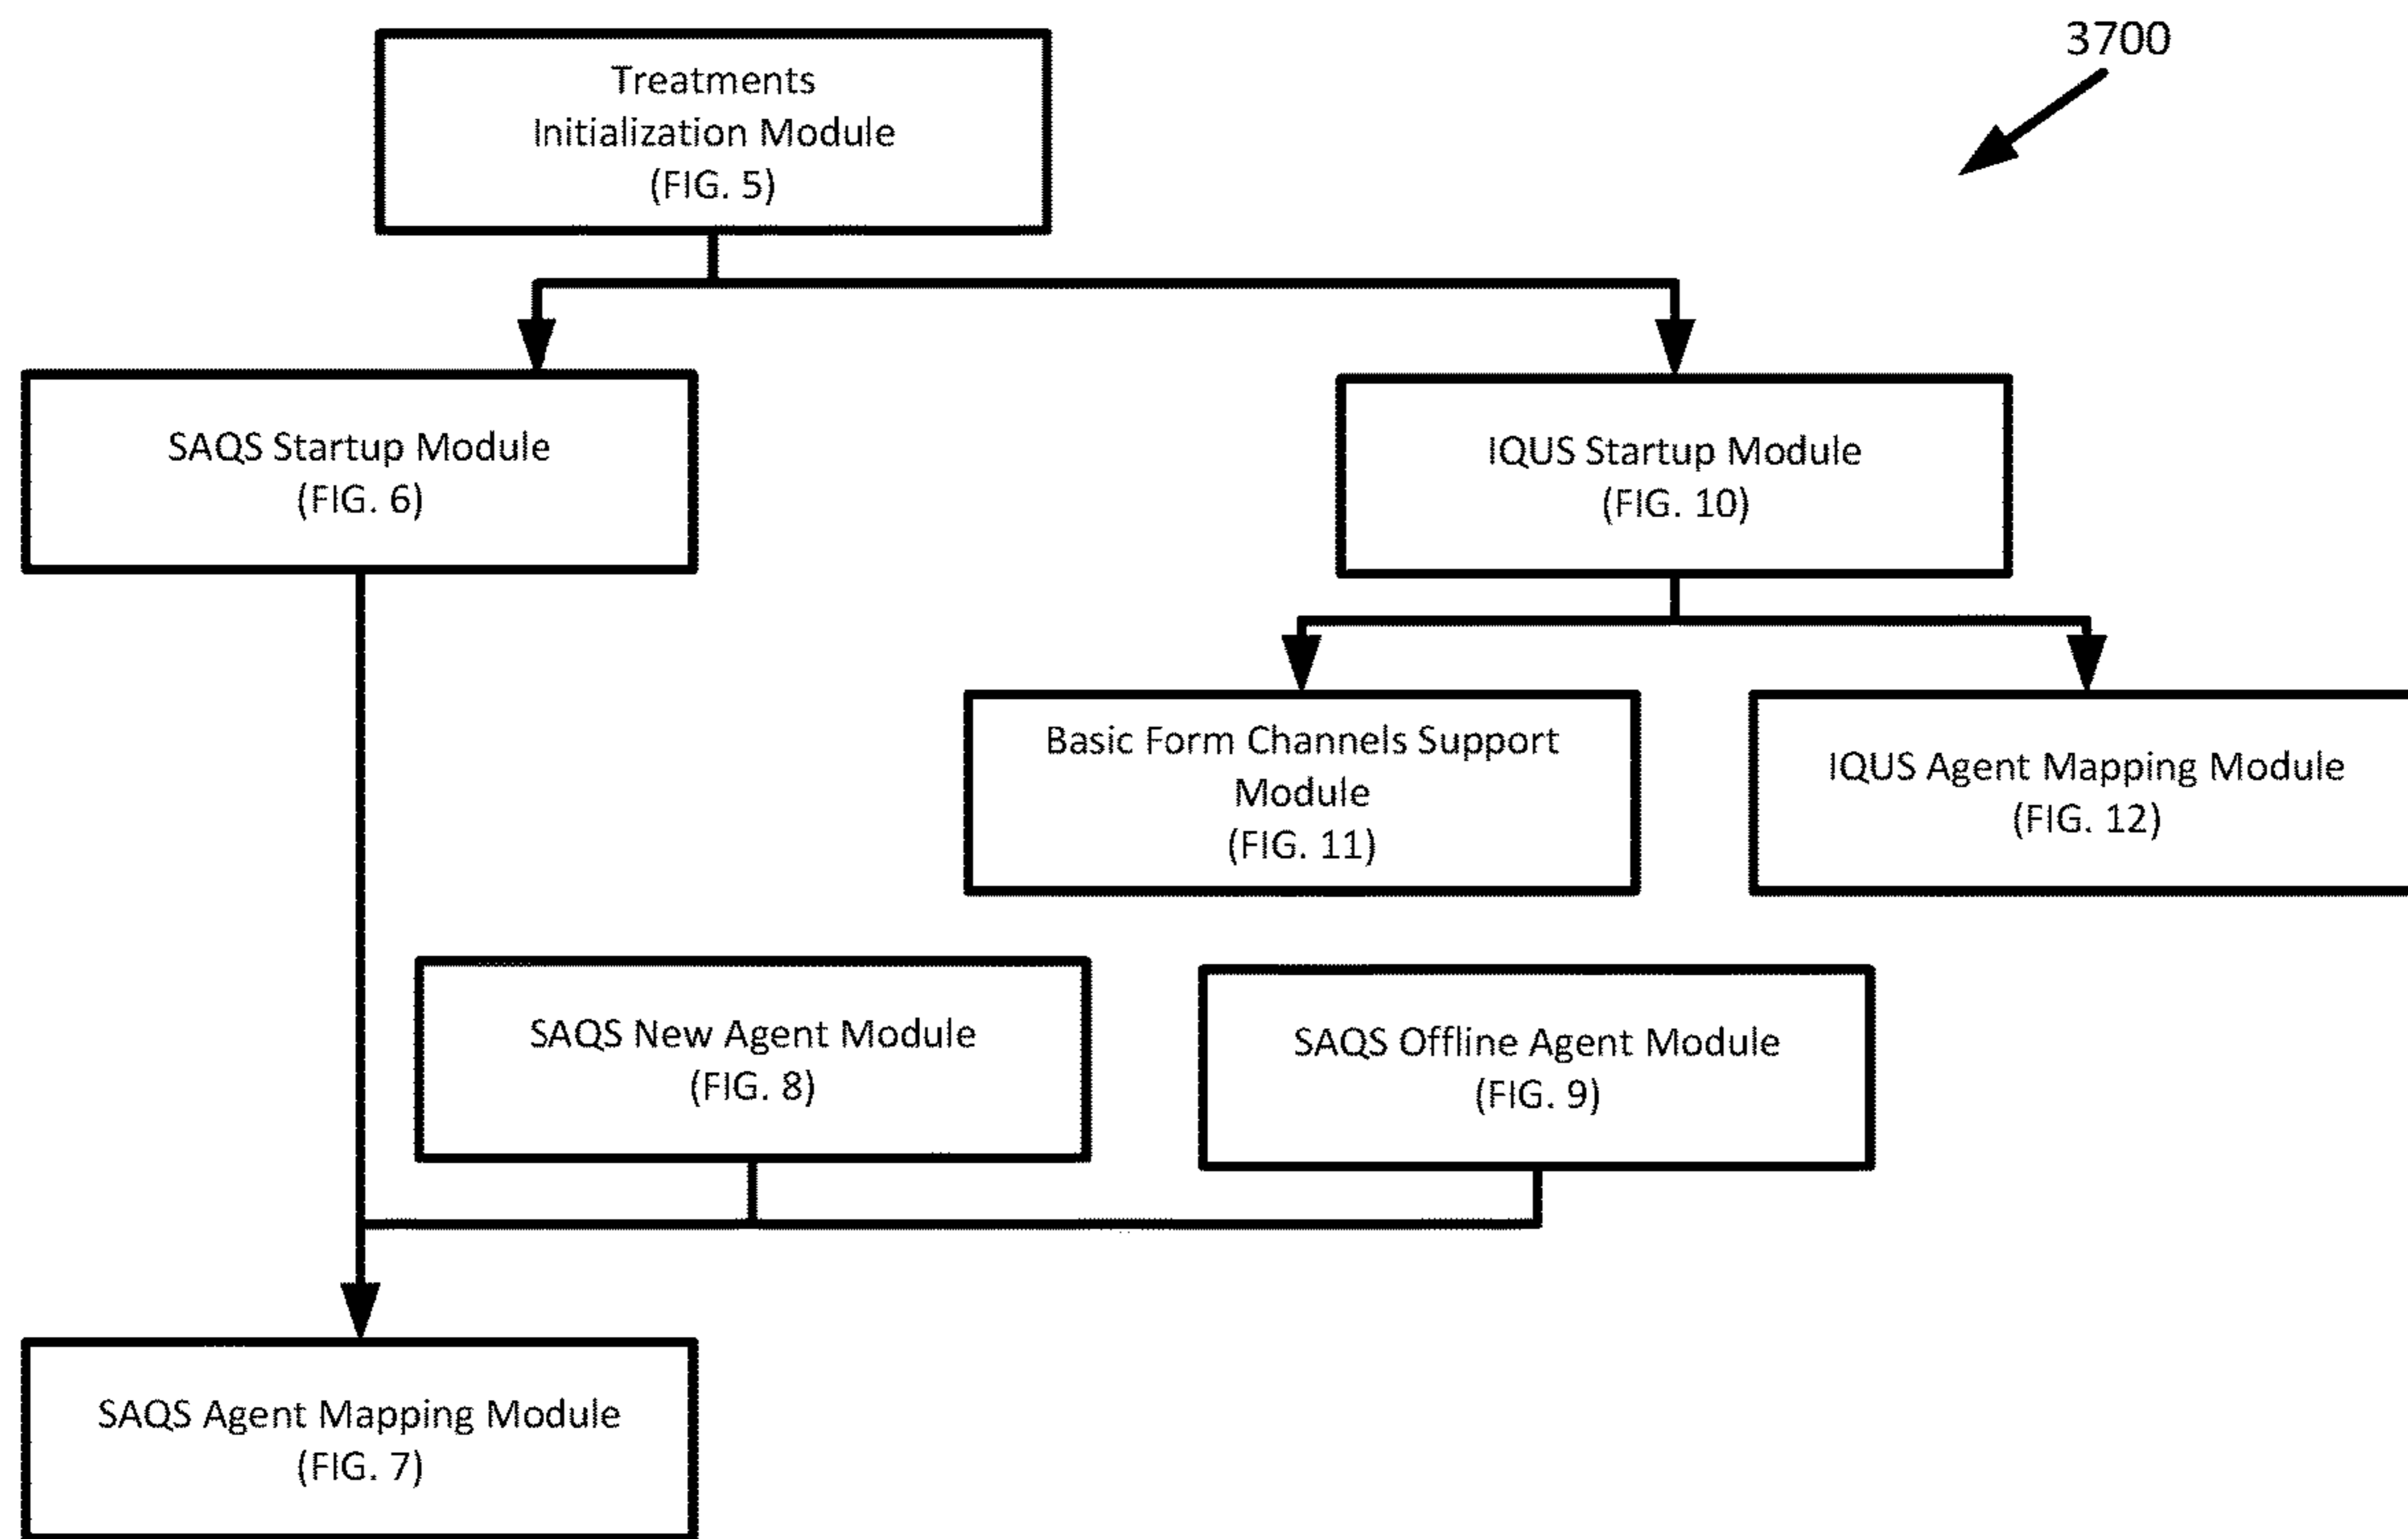 3700
Treatments
Initialization Module
(FIG. 5)
SAQS Startup Module
(FIG. 6)
IQUS Startup Module
(FIG. 10)
Basic Form Channels Support
Module
(FIG. 11)
IQUS Agent Mapping Module
(FIG. 12)
SAQS New Agent Module
(FIG. 8)
SAQS Offline Agent Module
(FIG. 9)
SAQS Agent Mapping Module
(FIG. 7)